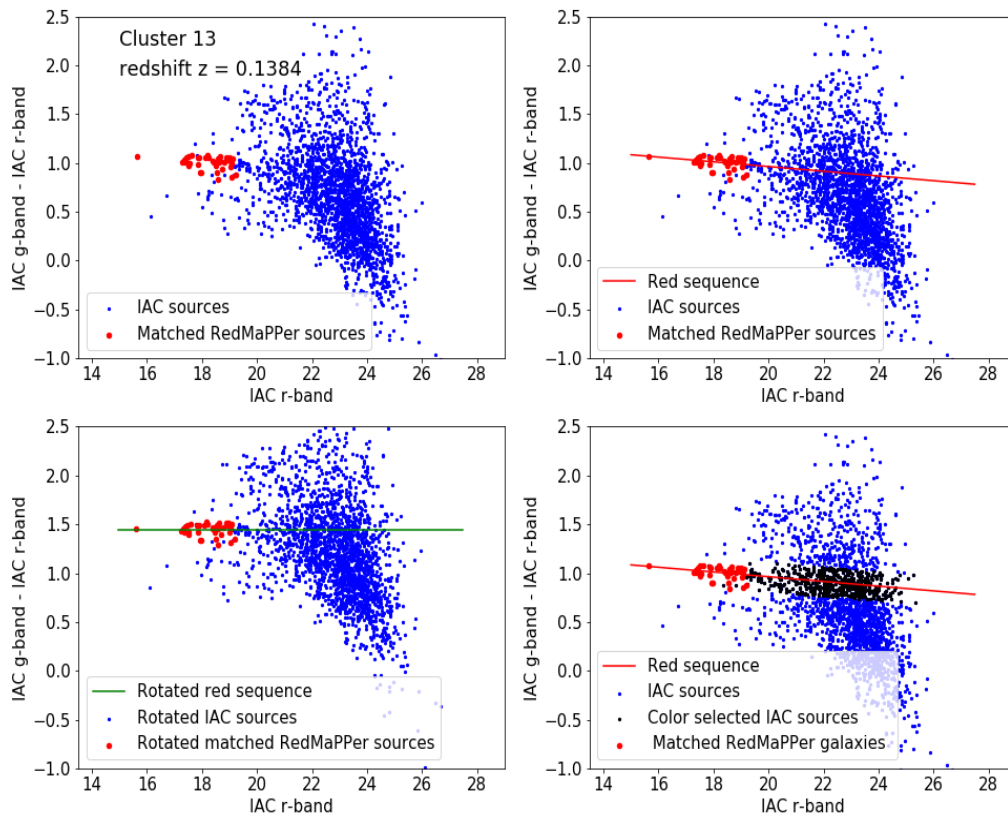 2.5
2.0
1.5
1.0
0.5
0.0
−0.5
−1.0
IAC g-band - IAC r-band
Cluster 13
redshift z = 0.1384
IAC sources
Matched RedMaPPer sources
14 16 18 20 22 24 26 28
IAC r-band
2.5
2.0
1.5
1.0
0.5
0.0
−0.5
−1.0
IAC g-band - IAC r-band
Red sequence
IAC sources
Matched RedMaPPer sources
14 16 18 20 22 24 26 28
IAC r-band
2.5
2.0
1.5
1.0
0.5
0.0
−0.5
−1.0
IAC g-band - IAC r-band
Rotated red sequence
Rotated IAC sources
Rotated matched RedMaPPer sources
14 16 18 20 22 24 26 28
IAC r-band
2.5
2.0
1.5
1.0
0.5
0.0
−0.5
−1.0
IAC g-band - IAC r-band
Red sequence
IAC sources
Color selected IAC sources
Matched RedMaPPer galaxies
14 16 18 20 22 24 26 28
IAC r-band